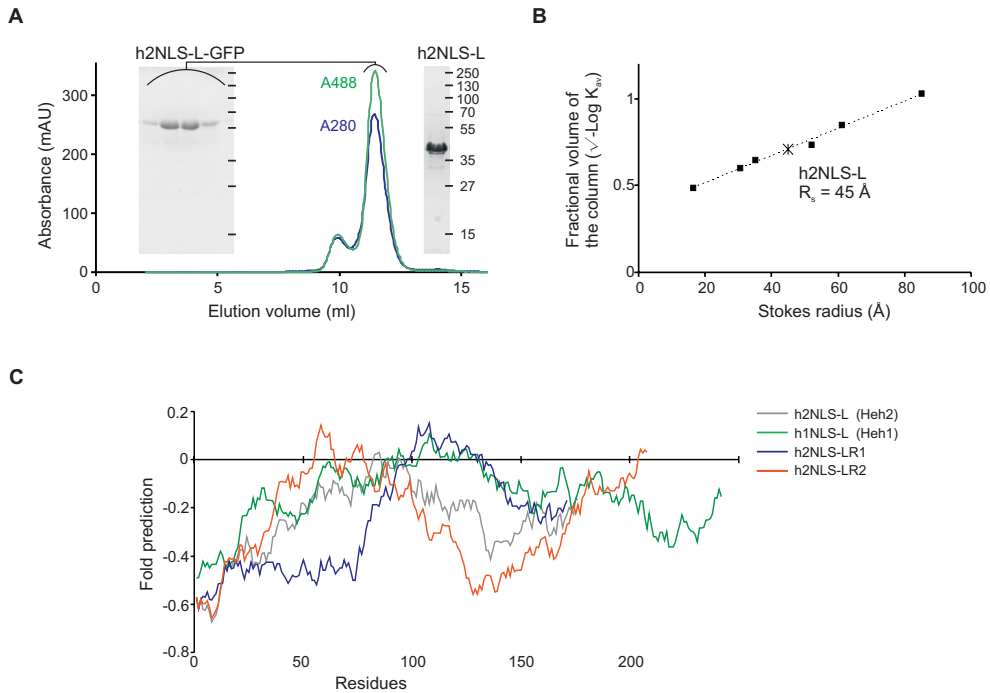 A
h2NLS-L-GFP
h2NLS-L
A488
A280
250
130
100
70
55
35
27
15
Absorbance (mAU)
300
200
100
0
0
5
10
15
Elution volume (ml)
B
Fractional volume of
the column (√-Log Kav)
1
0.5
0
h2NLS-L
Rs = 45 Å
0
20
40
60
80
100
Stokes radius (Å)
C
Fold prediction
0.2
0
-0.2
-0.4
-0.6
-0.8
0
50
100
150
200
Residues
h2NLS-L (Heh2)
h1NLS-L (Heh1)
h2NLS-LR1
h2NLS-LR2